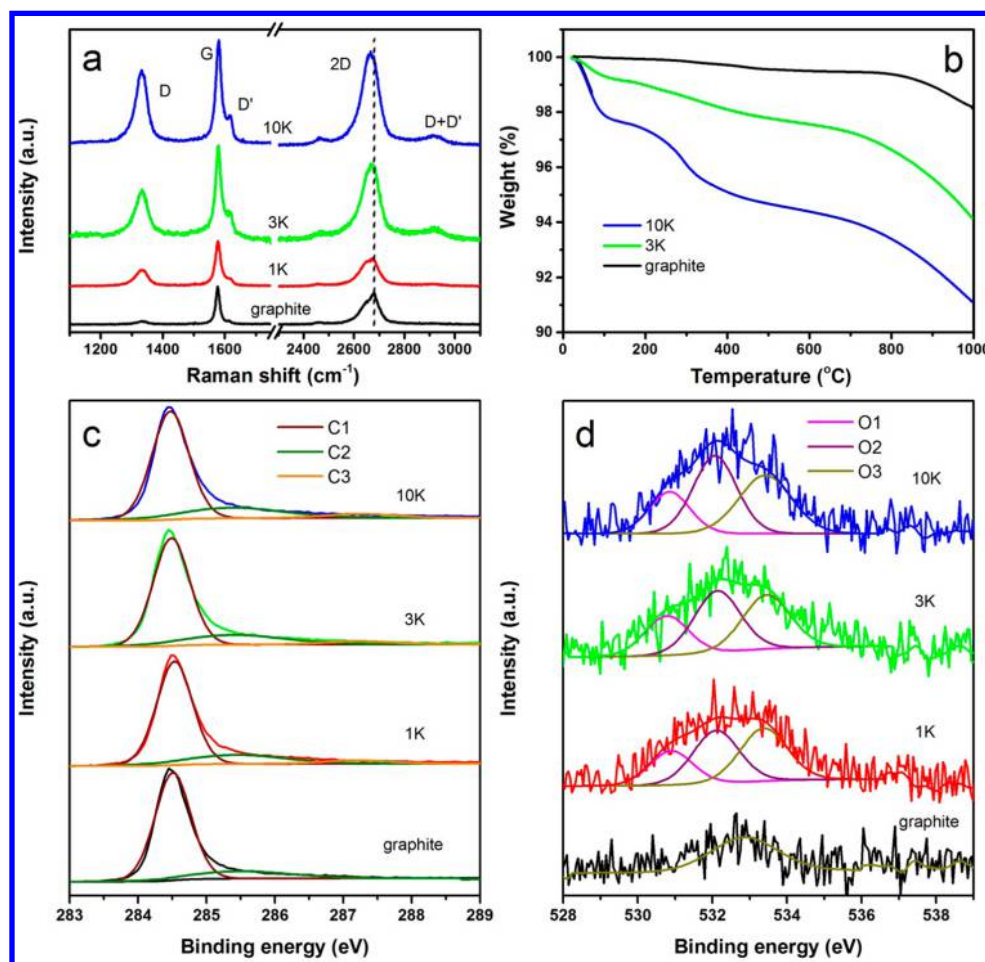 a
D
G
D'
2D
D+D'
10K
3K
1K
graphite
Intensity (a.u.)
1200 1400 1600 2400 2600 2800 3000
Raman shift (cm⁻¹)
b
100
98
96
94
92
90
Weight (%)
10K
3K
graphite
0 200 400 600 800 1000
Temperature (°C)
c
C1
C2
C3
10K
3K
1K
graphite
Intensity (a.u.)
283 284 285 286 287 288 289
Binding energy (eV)
d
O1
O2
O3
10K
3K
1K
graphite
Intensity (a.u.)
528 530 532 534 536 538
Binding energy (eV)